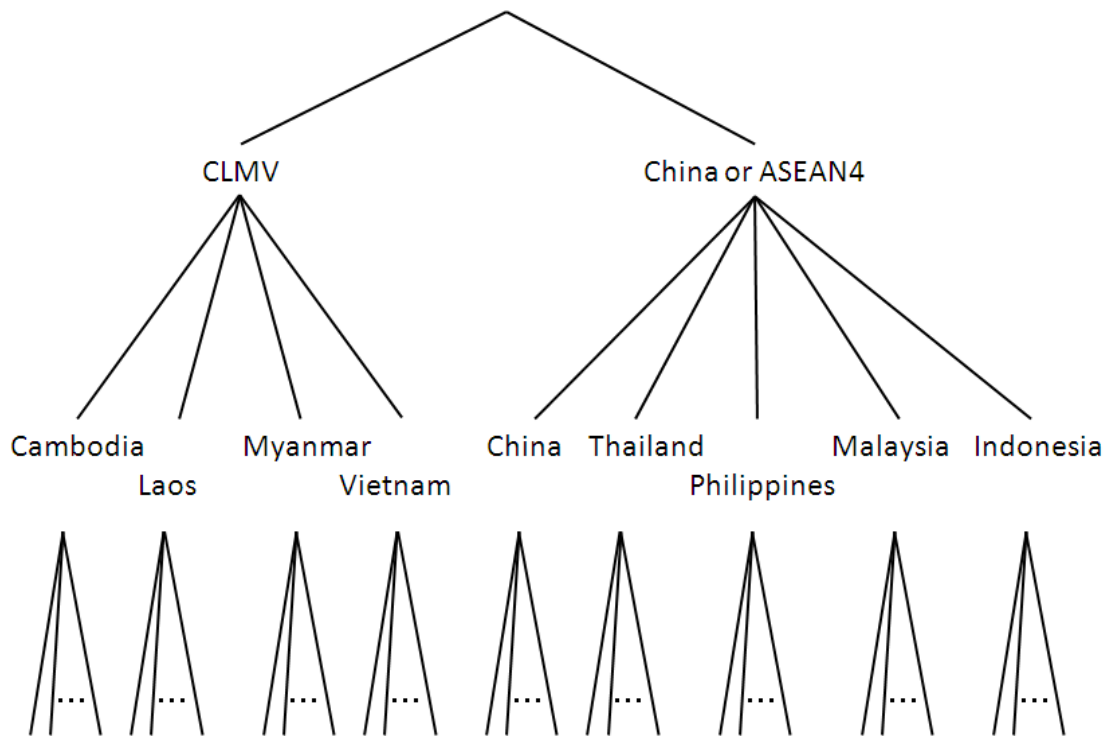 CLMV China or ASEAN4
Cambodia Myanmar China Thailand Malaysia Indonesia
Laos Vietnam Philippines
... ... ... ... ... ... ... ... ...